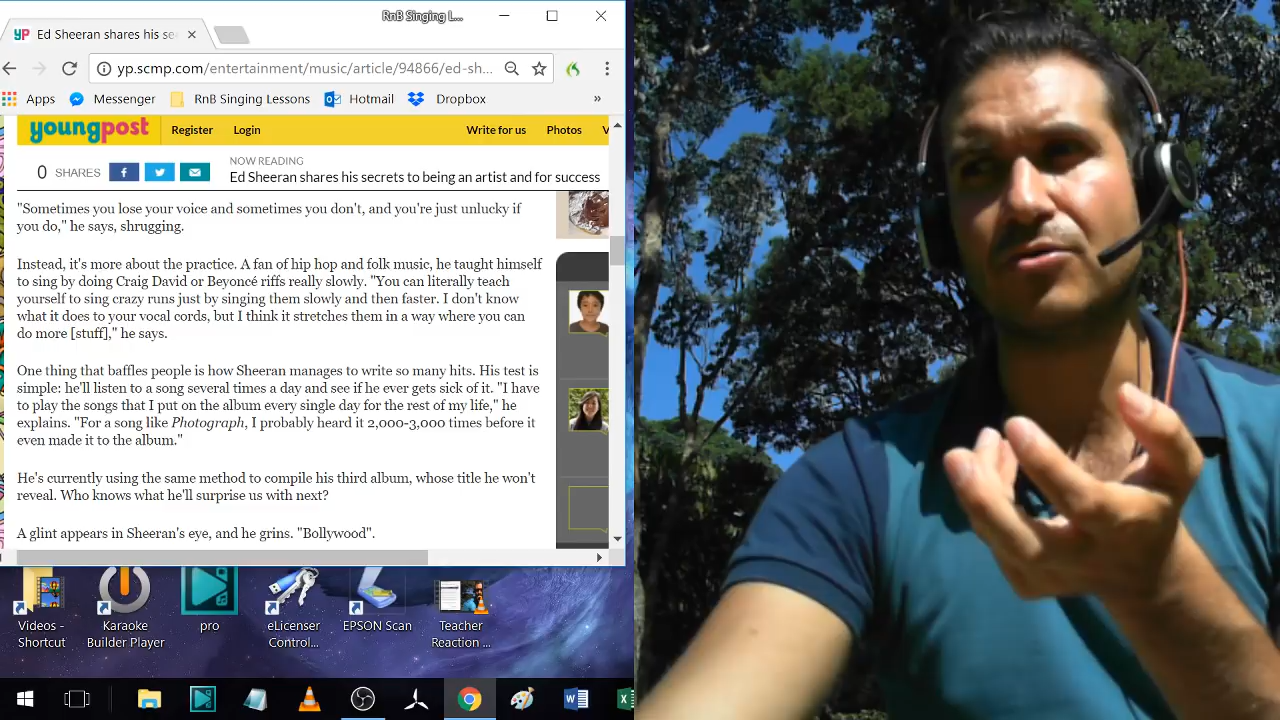 RnB Singing L...
YP Ed Sheeran shares his se
yp.scmp.com/entertainment/music/article/94866/ed-sh...
Apps Messenger RnB Singing Lessons Hotmail Dropbox »
youngpost Register Login Write for us Photos V
NOW READING
0 SHARES Ed Sheeran shares his secrets to being an artist and for success
"Sometimes you lose your voice and sometimes you don't, and you're just unlucky if
you do," he says, shrugging.
Instead, it's more about the practice. A fan of hip hop and folk music, he taught himself
to sing by doing Craig David or Beyoncé riffs really slowly. "You can literally teach
yourself to sing crazy runs just by singing them slowly and then faster. I don't know
what it does to your vocal cords, but I think it stretches them in a way where you can
do more [stuff]," he says.
One thing that baffles people is how Sheeran manages to write so many hits. His test is
simple: he'll listen to a song several times a day and see if he ever gets sick of it. "I have
to play the songs that I put on the album every single day for the rest of my life," he
explains. "For a song like Photograph, I probably heard it 2,000-3,000 times before it
even made it to the album."
He's currently using the same method to compile his third album, whose title he won't
reveal. Who knows what he'll surprise us with next?
A glint appears in Sheeran's eye, and he grins. "Bollywood".
Videos - Karaoke pro eLicenser EPSON Scan Teacher
Shortcut Builder Player Control... Reaction ...